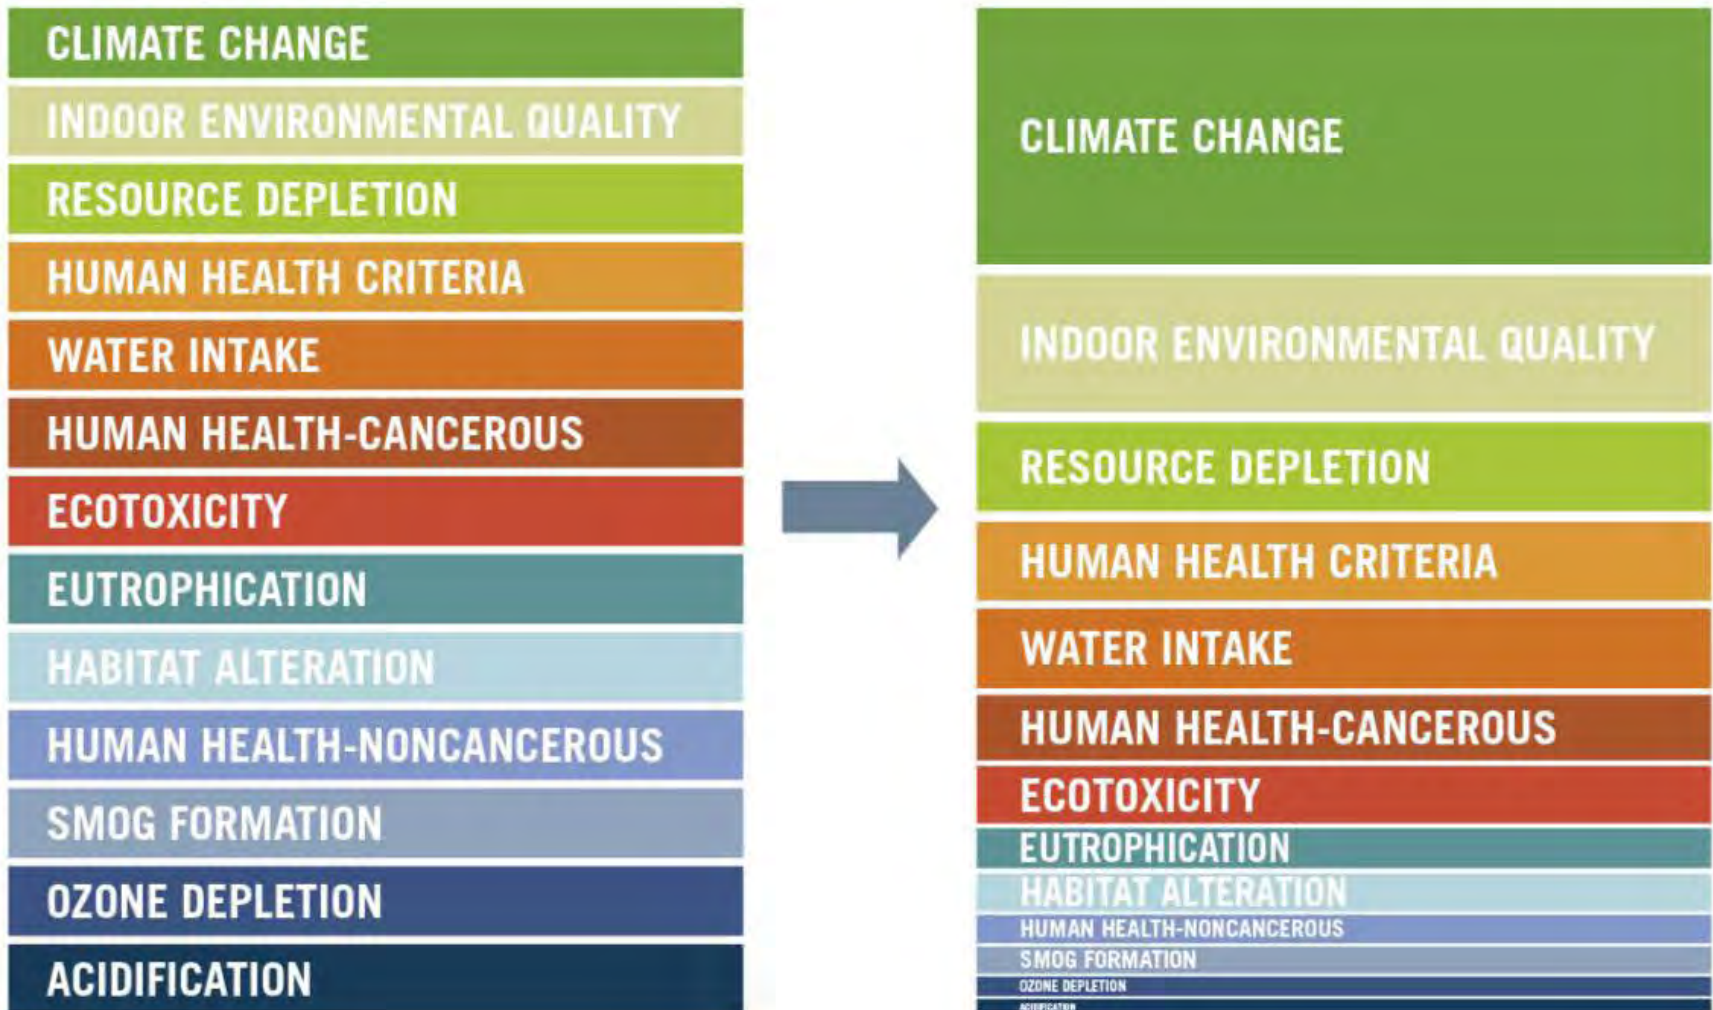 CLIMATE CHANGE
INDOOR ENVIRONMENTAL QUALITY
RESOURCE DEPLETION
HUMAN HEALTH CRITERIA
WATER INTAKE
HUMAN HEALTH-CANCEROUS
ECOTOXICITY
EUTROPHICATION
HABITAT ALTERATION
HUMAN HEALTH-NONCANCEROUS
SMOG FORMATION
OZONE DEPLETION
ACIDIFICATION
CLIMATE CHANGE
INDOOR ENVIRONMENTAL QUALITY
RESOURCE DEPLETION
HUMAN HEALTH CRITERIA
WATER INTAKE
HUMAN HEALTH-CANCEROUS
ECOTOXICITY
EUTROPHICATION
HABITAT ALTERATION
HUMAN HEALTH-NONCANCEROUS
SMOG FORMATION
OZONE DEPLETION
ACIDIFICATION